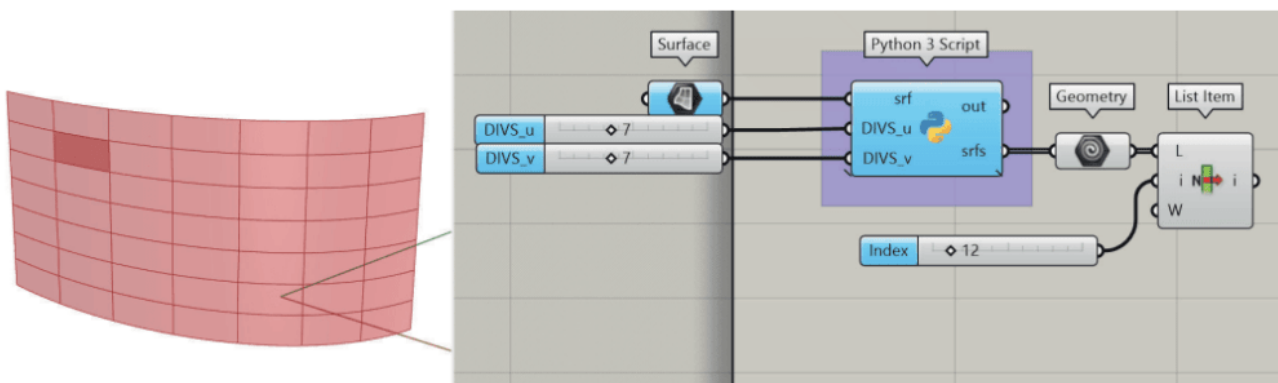 Surface
Python 3 Script
srf
out
DIVS_u 7
DIVS_u
Geometry
List Item
DIVS_v 7
DIVS_v
srfs
L
i N i
W
Index 12